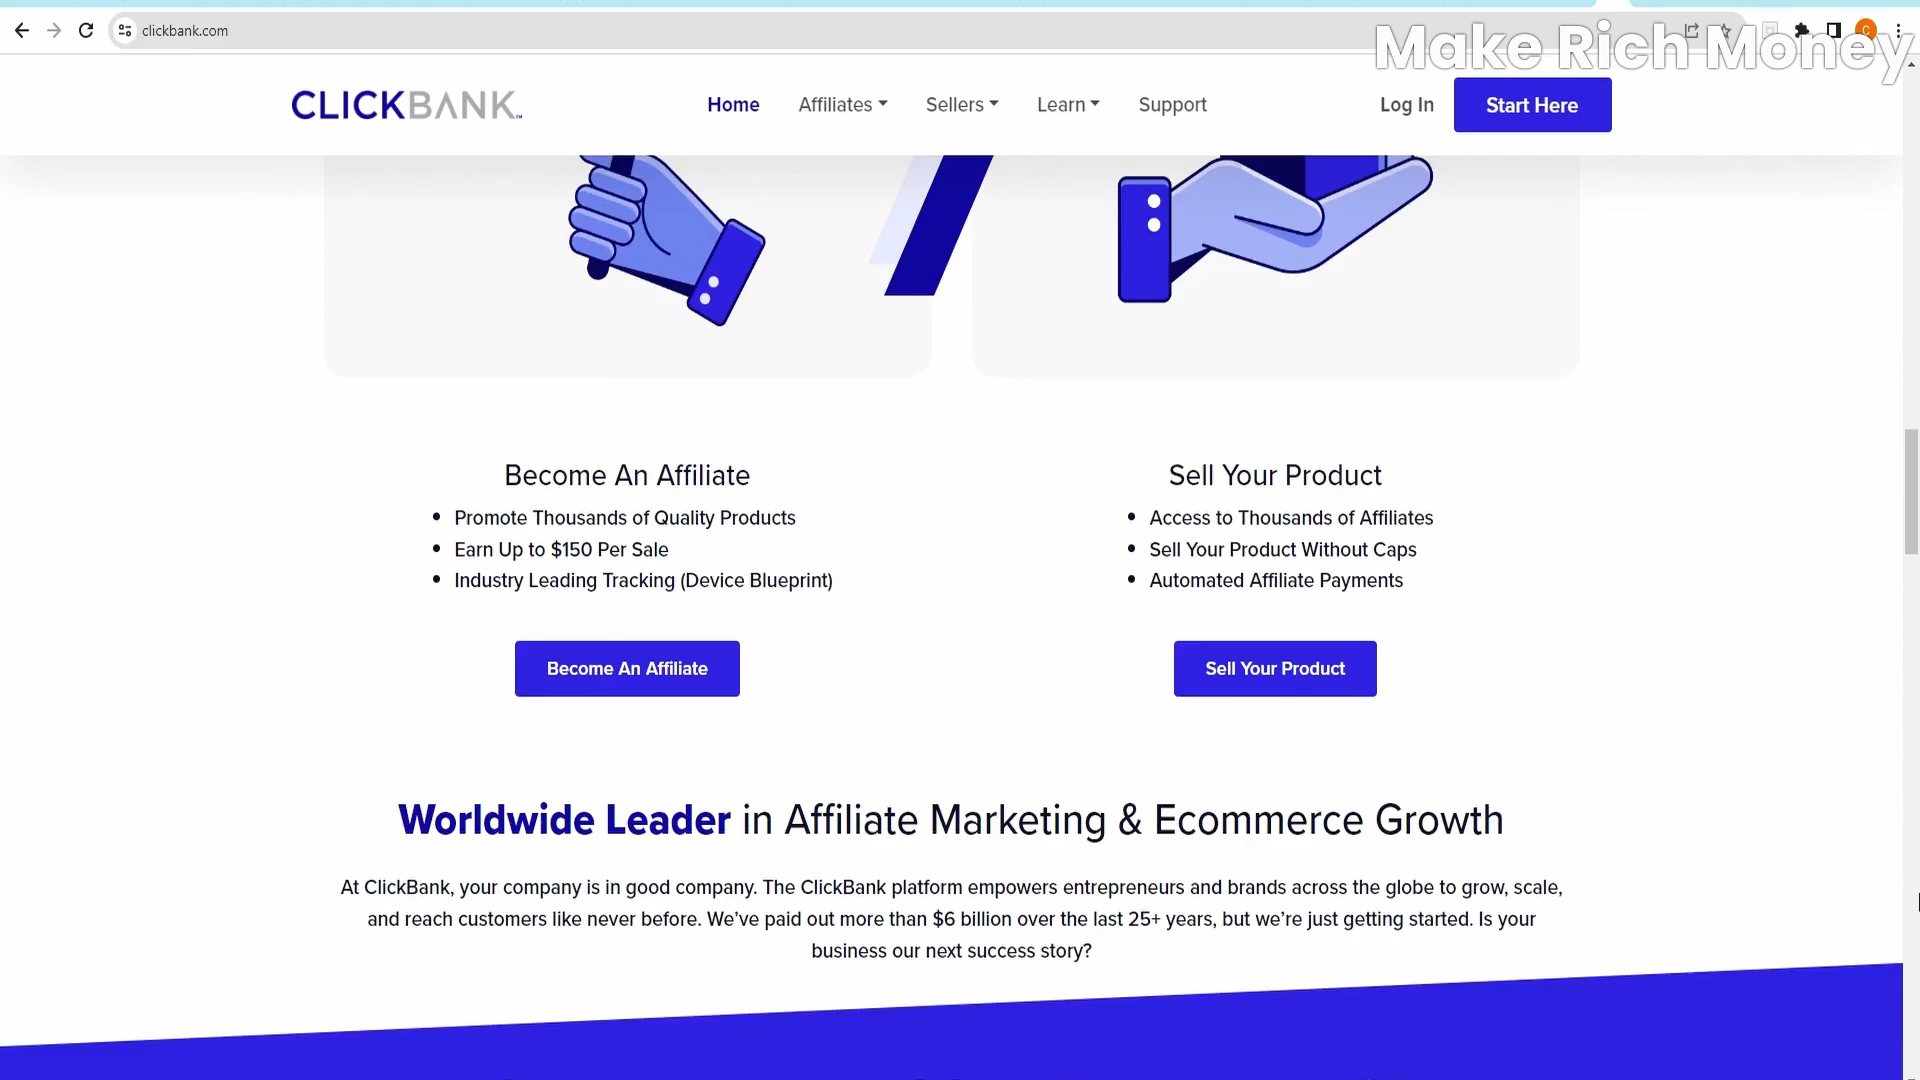 clickbank.com
Make Rich Money
CLICKBANK™
Home
Affiliates
Sellers
Learn
Support
Log In
Start Here
Become An Affiliate
Promote Thousands of Quality Products
Earn Up to $150 Per Sale
Industry Leading Tracking (Device Blueprint)
Become An Affiliate
Sell Your Product
Access to Thousands of Affiliates
Sell Your Product Without Caps
Automated Affiliate Payments
Sell Your Product
Worldwide Leader in Affiliate Marketing & Ecommerce Growth
At ClickBank, your company is in good company. The ClickBank platform empowers entrepreneurs and brands across the globe to grow, scale,
and reach customers like never before. We’ve paid out more than $6 billion over the last 25+ years, but we’re just getting started. Is your
business our next success story?